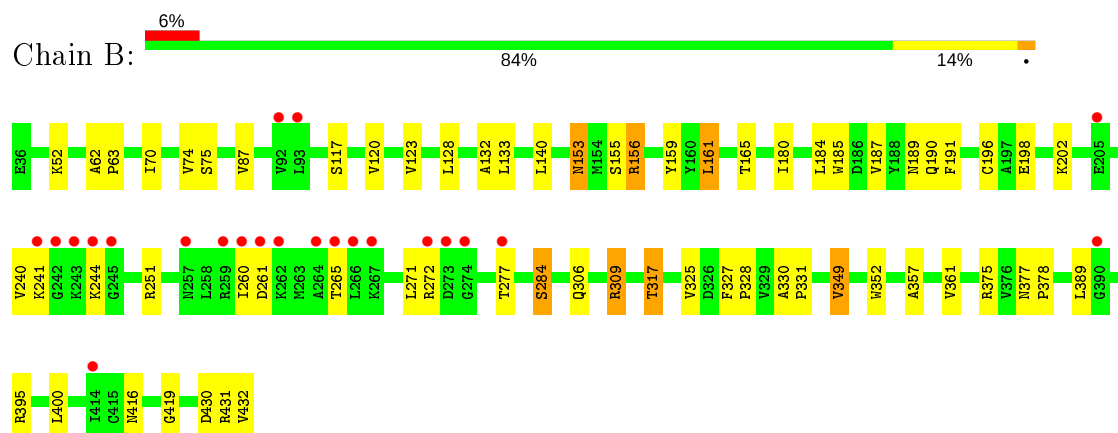 6%
Chain B:
84% 14% •
E36 K52 A62 P63 I70 V74 S75 V87 V92 L93 S117 V120 V123 L128 A132 L133 L140 N153 M154 S155 R156 Y159 Y160 L161 T165 I180 L184 W185 D186 V187 Y188 N189 Q190 F191 C196 A197 E198 K202 E205
V240 K241 G242 K243 K244 G245 R251 N257 L258 R259 I260 D261 K262 M263 A264 T265 L266 K267 L271 R272 D273 G274 T277 S284 Q306 R309 T317 V325 D326 F327 P328 V329 A330 P331 V349 W352 A357 V361 R375 V376 N377 P378 L389 G390
R395 L400 I414 C415 N416 G419 D430 R431 V432